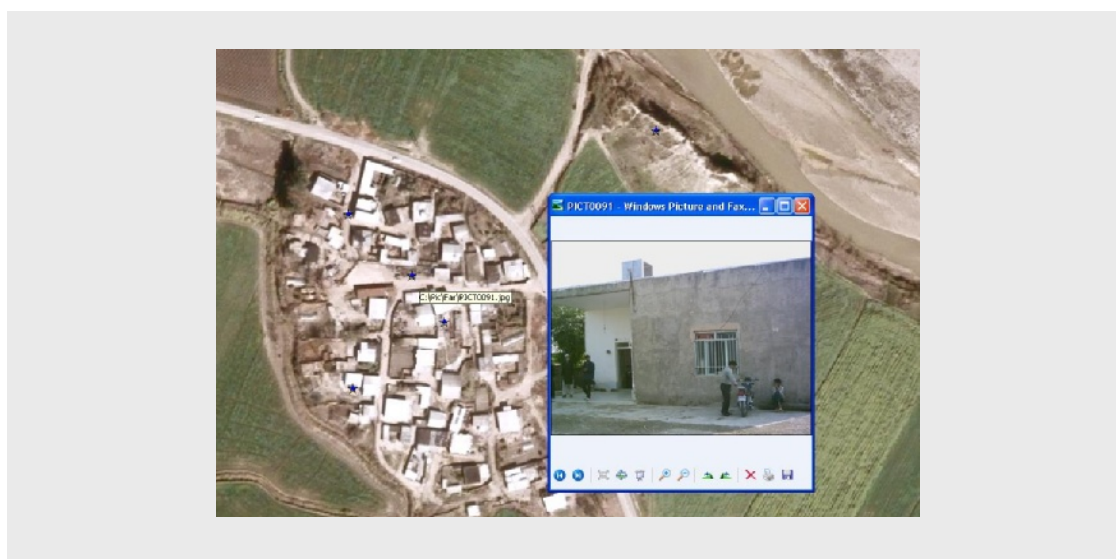 PICT0091 - Windows Picture and Fax...
C:\Pic\Far\PICT0091.jpg